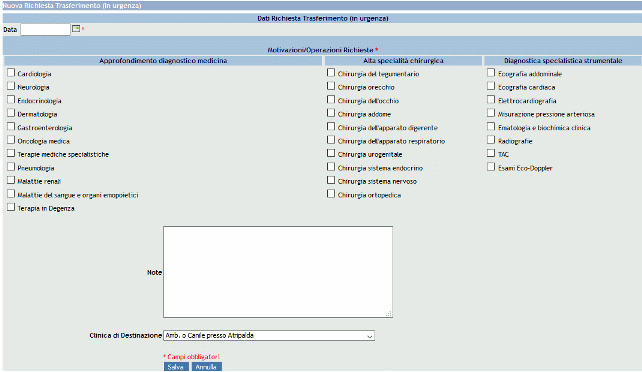 Nuova Richiesta Trasferimento (in urgenza)
Dati Richiesta Trasferimento (in urgenza)
Data *
Motivazioni/Operazioni Richieste *
Approfondimento diagnostico medicina
Cardiologia
Neurologia
Endocrinologia
Dermatologia
Gastroenterologia
Oncologia medica
Terapie mediche specialistiche
Pneumologia
Malattie renali
Malattie del sangue e organi emopoietici
Terapia in Degenza
Alta specialità chirurgica
Chirurgia del tegumentario
Chirurgia orecchio
Chirurgia dell'occhio
Chirurgia addome
Chirurgia dell'apparato digerente
Chirurgia dell'apparato respiratorio
Chirurgia urogenitale
Chirurgia sistema endocrino
Chirurgia sistema nervoso
Chirurgia ortopedica
Diagnostica specialistica strumentale
Ecografia addominale
Ecografia cardiaca
Elettrocardiografia
Misurazione pressione arteriosa
Ematologia e biochimica clinica
Radiografie
TAC
Esami Eco-Doppler
Note
Clinica di Destinazione Amb. o Canile presso Atripalda
* Campi obbligatori
Salva Annulla